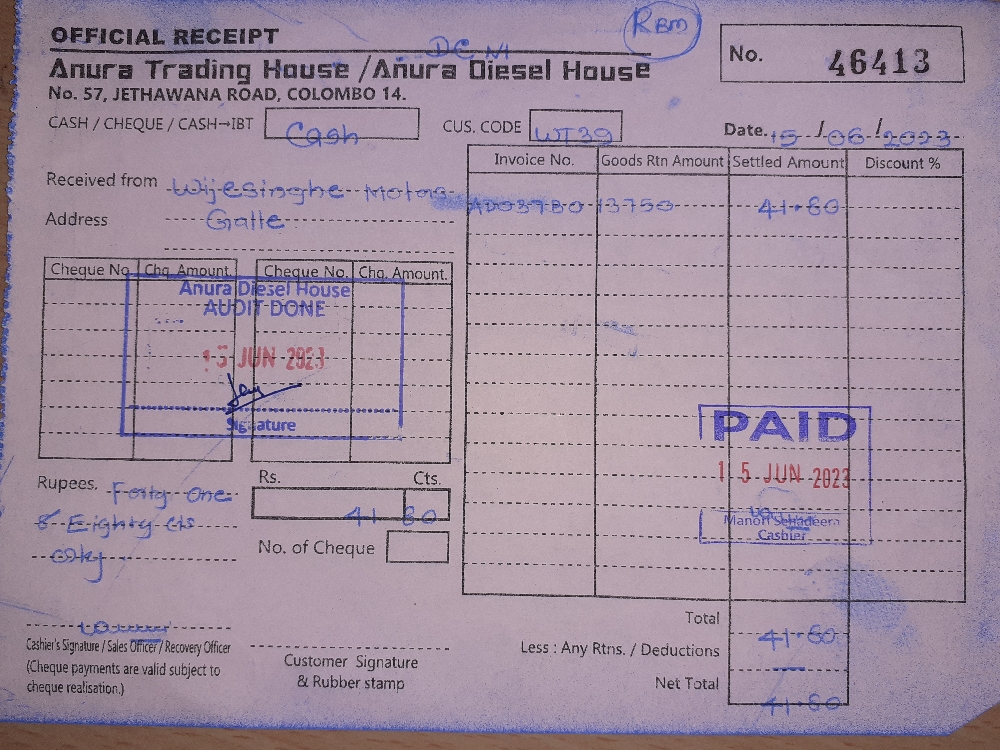 RBM
OFFICIAL RECEIPT
No. 46413
Anura Trading House /Anura Diesel House
No. 57, JETHAWANA ROAD, COLOMBO 14.
CASH / CHEQUE / CASH→IBT Cash CUS. CODE WT39 Date. 15 /06 /2023
Invoice No. Goods Rtn Amount Settled Amount Discount %
Received from Wijesinghe Motors
AD03780 13750 41-80
Address Galle
Cheque No. Chq. Amount. Cheque No. Chq. Amount.
Anura Diesel House
AUDIT DONE
15 JUN 2023
Signature
PAID
15 JUN 2023
Manori Senadeera
Cashier
Rupees. Forty One
& Eighty cts
only
Rs. Cts.
41 80
No. of Cheque
Cashier's Signature / Sales Officer / Recovery Officer
(Cheque payments are valid subject to
cheque realisation.)
Customer Signature
& Rubber stamp
Total 41-80
Less : Any Rtns. / Deductions
Net Total 41-80